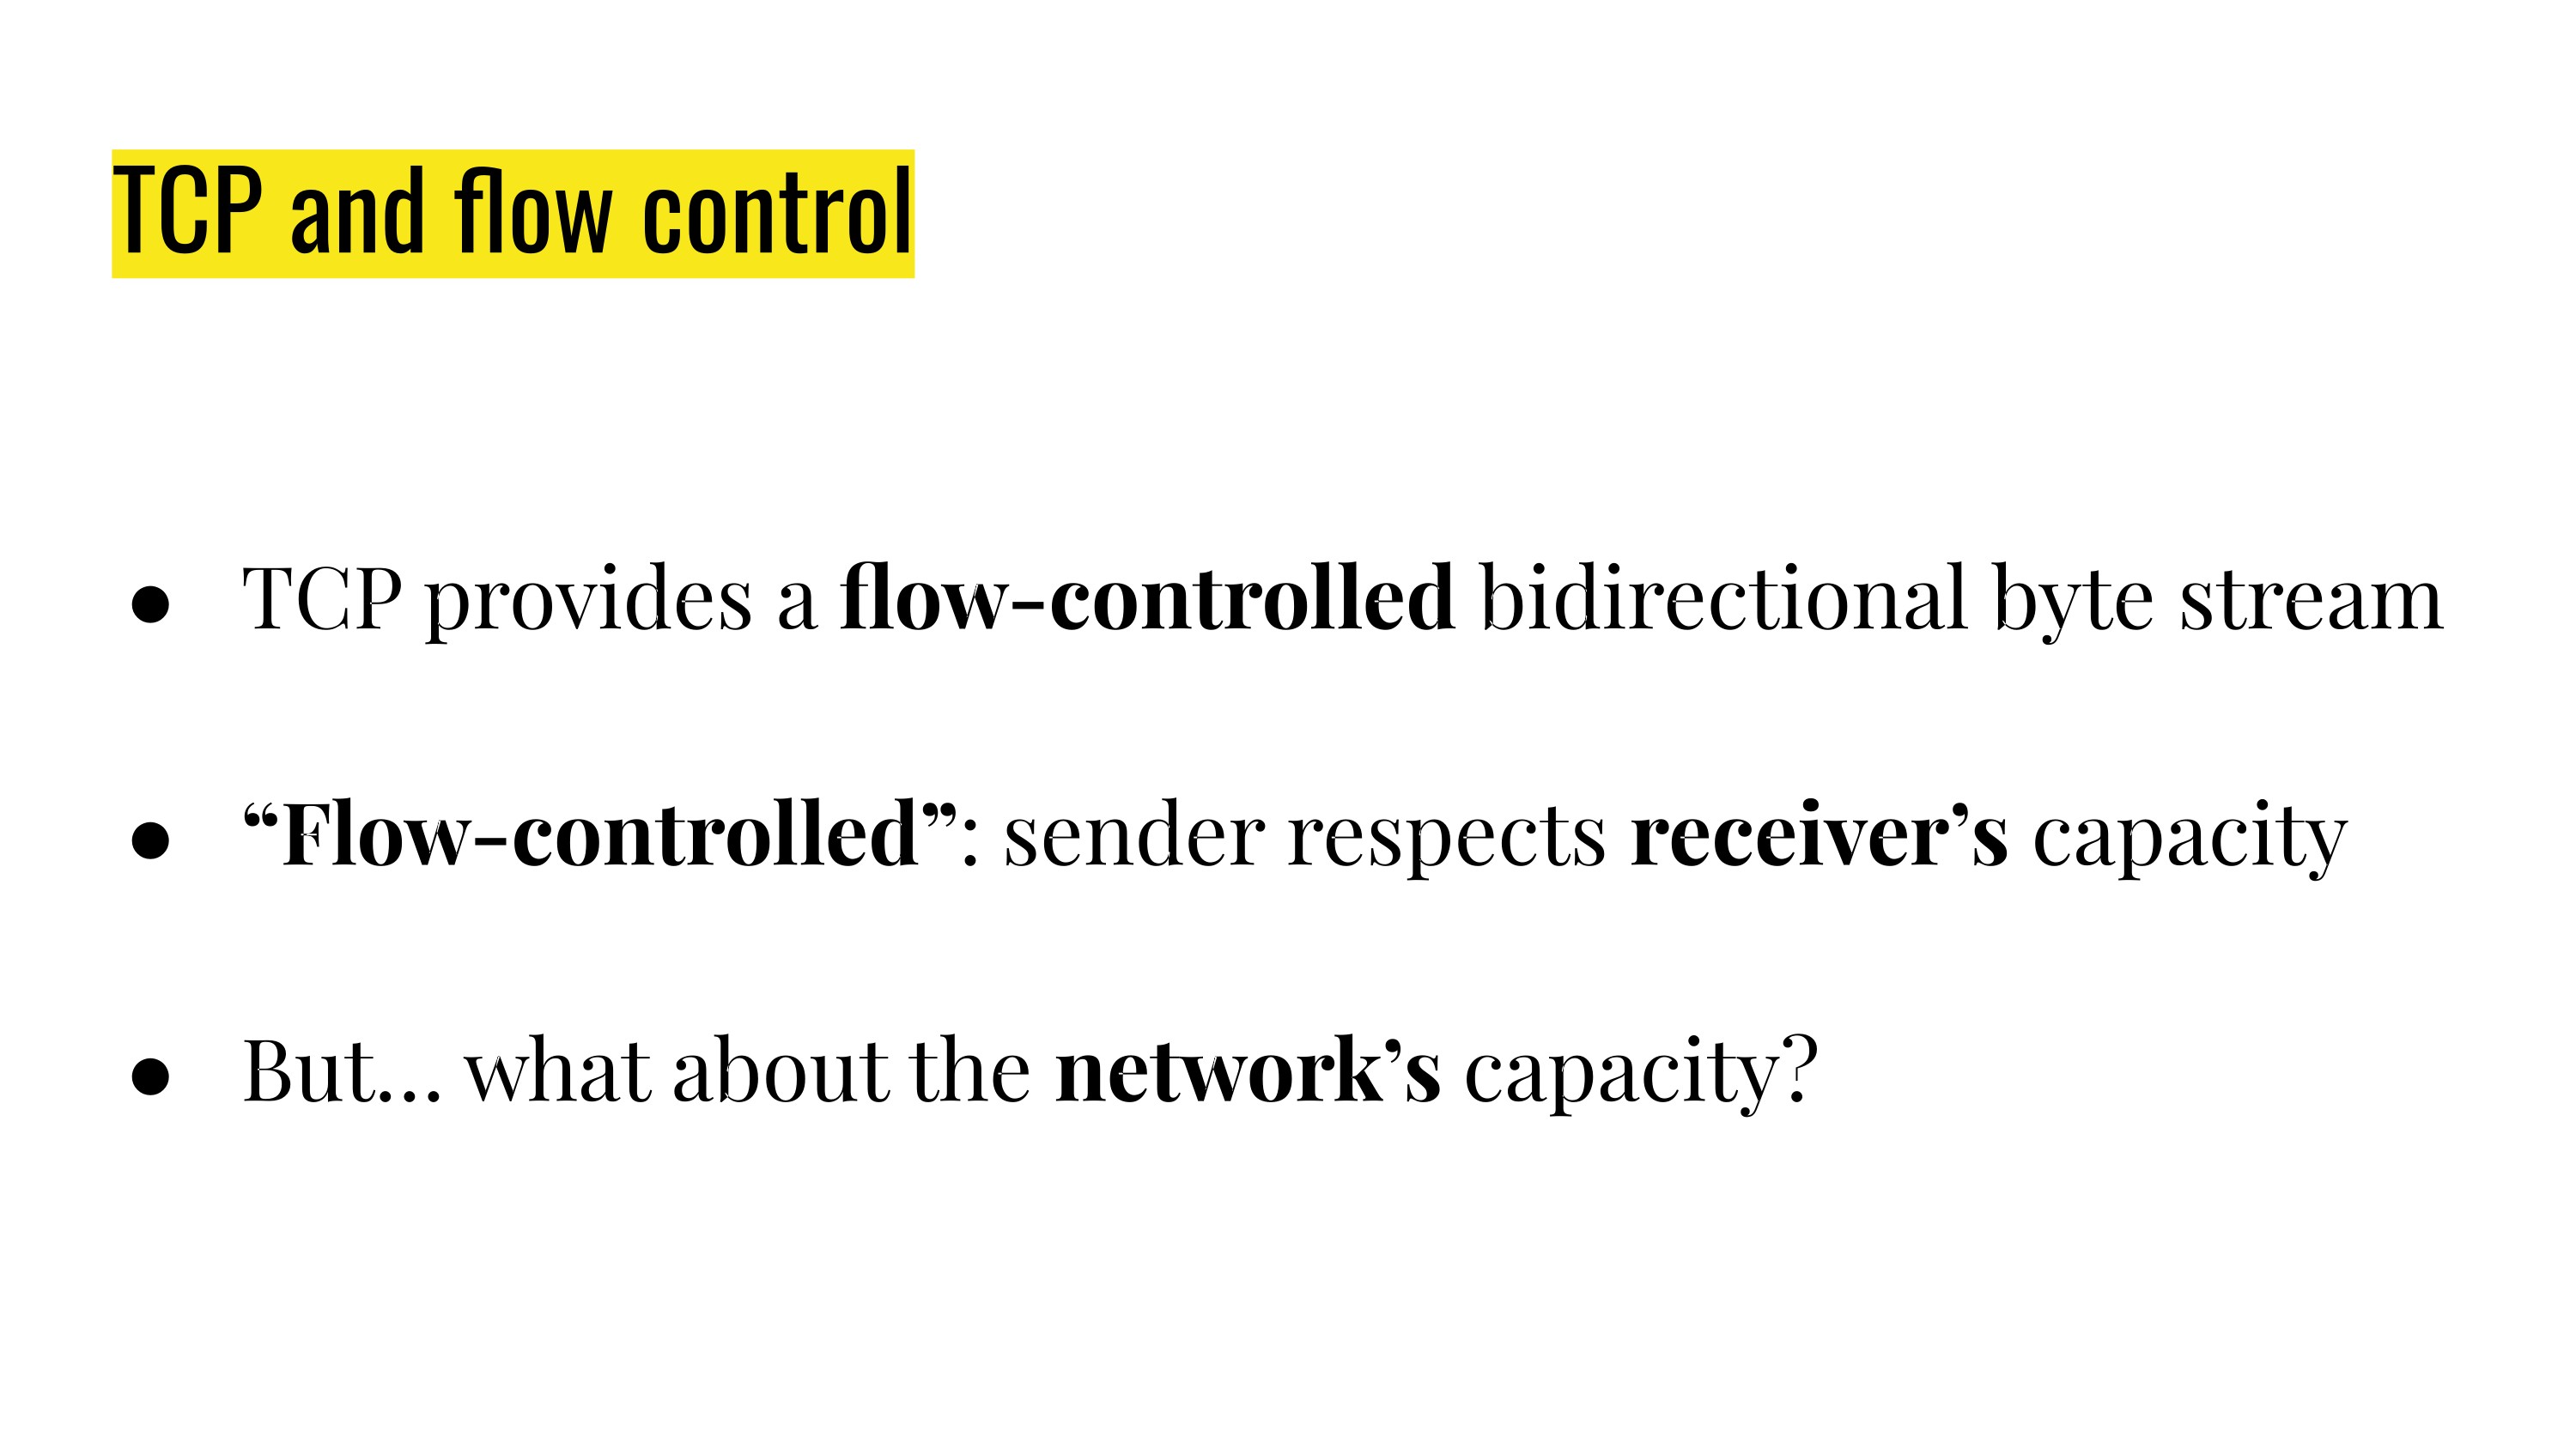 TCP and flow control
● TCP provides a flow-controlled bidirectional byte stream
● “Flow-controlled”: sender respects receiver’s capacity
● But… what about the network’s capacity?